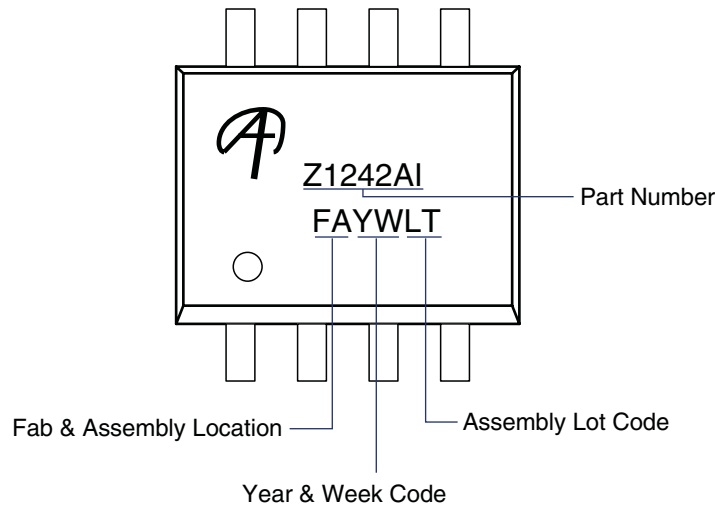 Z1242AI
Part Number
FAYWLT
Fab & Assembly Location
Assembly Lot Code
Year & Week Code